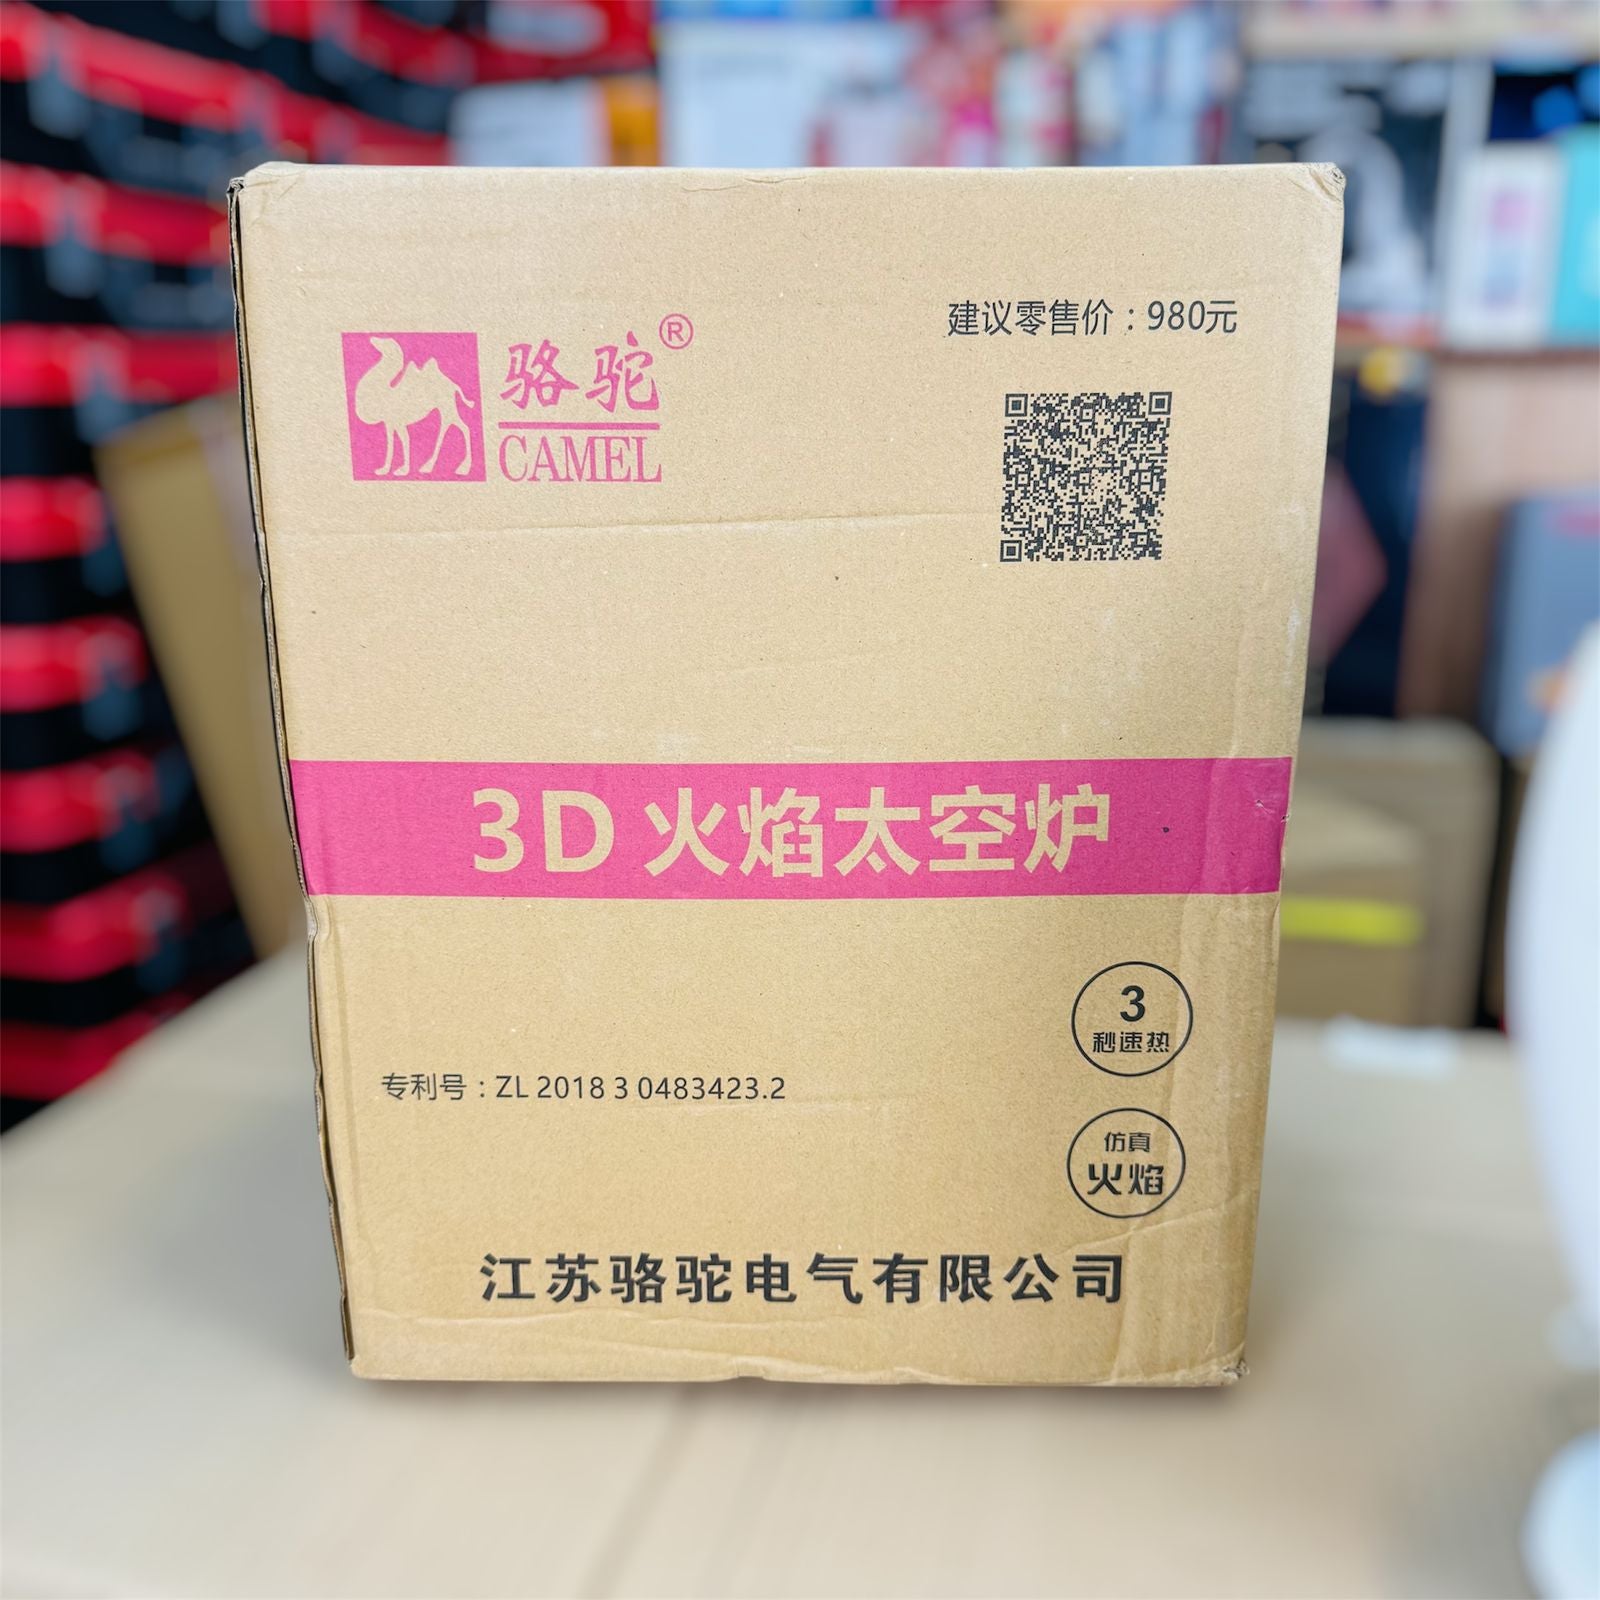 建议零售价：980元
骆驼®
CAMEL
3D火焰太空炉
3
秒速热
专利号：ZL 2018 3 0483423.2
仿真
火焰
江苏骆驼电气有限公司